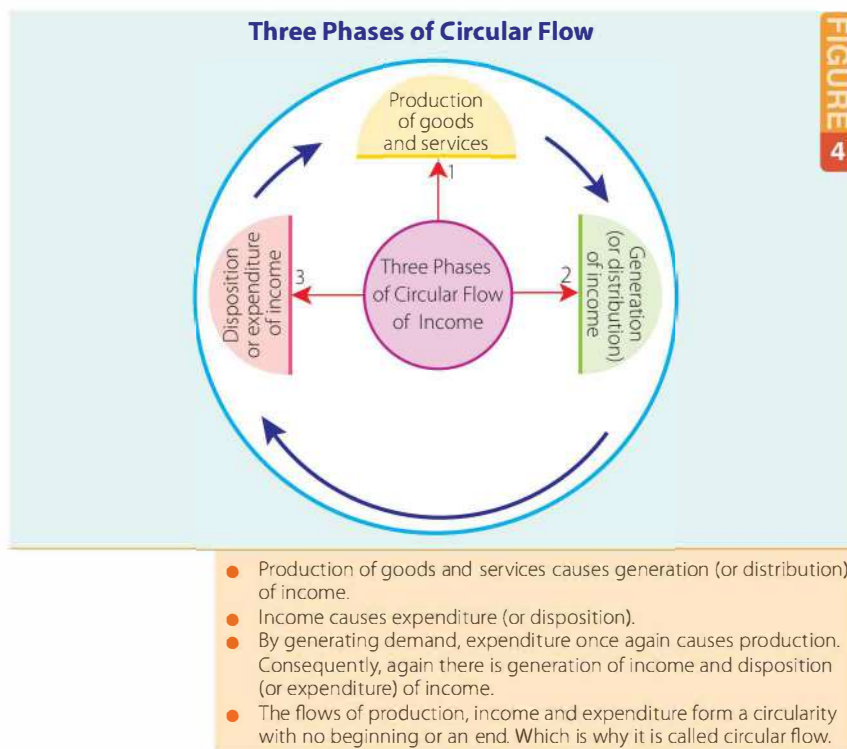 Three Phases of Circular Flow
FIGURE
4
Production
of goods
and services
1
Generation
(or distribution)
of income
2
Three Phases
of Circular Flow
of Income
3
Disposition
or expenditure
of income
● Production of goods and services causes generation (or distribution)
of income.
● Income causes expenditure (or disposition).
● By generating demand, expenditure once again causes production.
Consequently, again there is generation of income and disposition
(or expenditure) of income.
● The flows of production, income and expenditure form a circularity
with no beginning or an end. Which is why it is called circular flow.